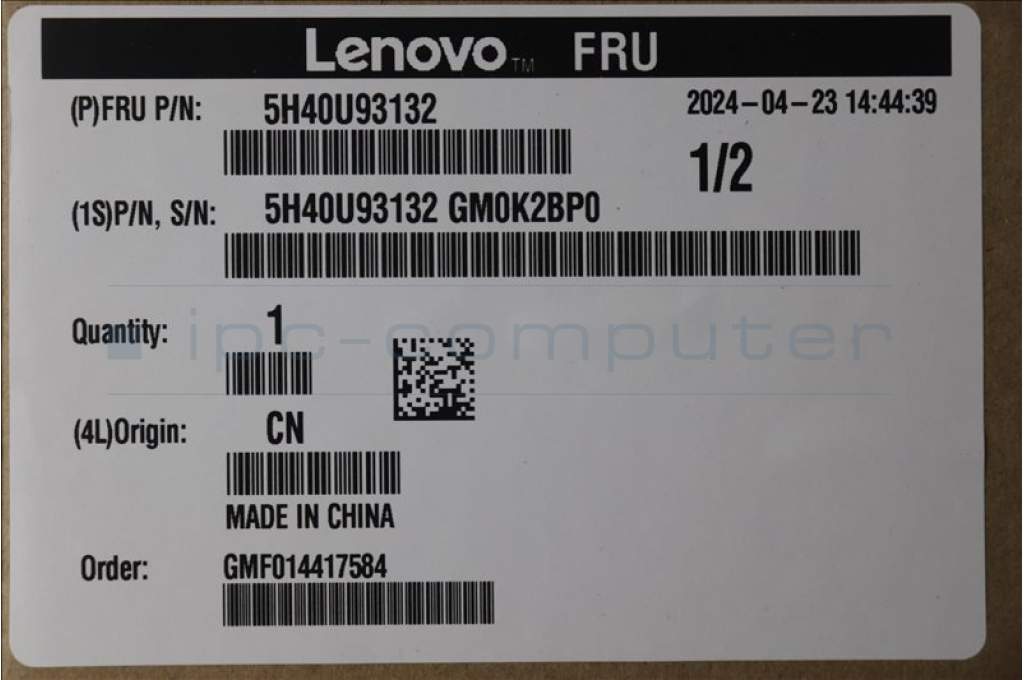 Lenovo™ FRU
(P)FRU P/N: 5H40U93132 2024-04-23 14:44:39
1/2
(1S)P/N, S/N: 5H40U93132 GM0K2BP0
Quantity: 1
ipc-computer
(4L)Origin: CN
MADE IN CHINA
Order: GMF014417584